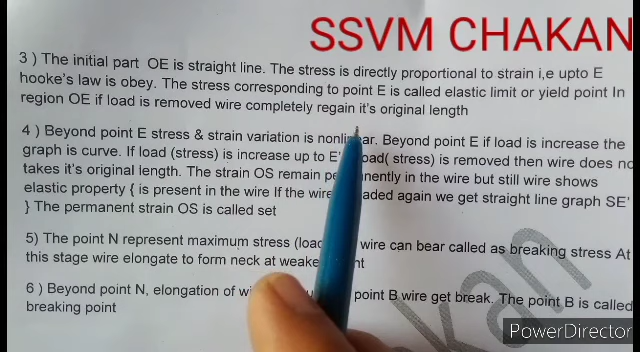 SSVM CHAKAN
3 ) The initial part OE is straight line. The stress is directly proportional to strain i,e upto E
hooke's law is obey. The stress corresponding to point E is called elastic limit or yield point In
region OE if load is removed wire completely regain it's original length
4 ) Beyond point E stress & strain variation is nonlinear. Beyond point E if load is increase the
graph is curve. If load (stress) is increase up to E' load( stress) is removed then wire does no
takes it's original length. The strain OS remain permanently in the wire but still wire shows
elastic property { is present in the wire If the wire loaded again we get straight line graph SE'
} The permanent strain OS is called set
5) The point N represent maximum stress (load wire can bear called as breaking stress At
this stage wire elongate to form neck at weake nt
6 ) Beyond point N, elongation of wi point B wire get break. The point B is called
breaking point
kan
PowerDirector